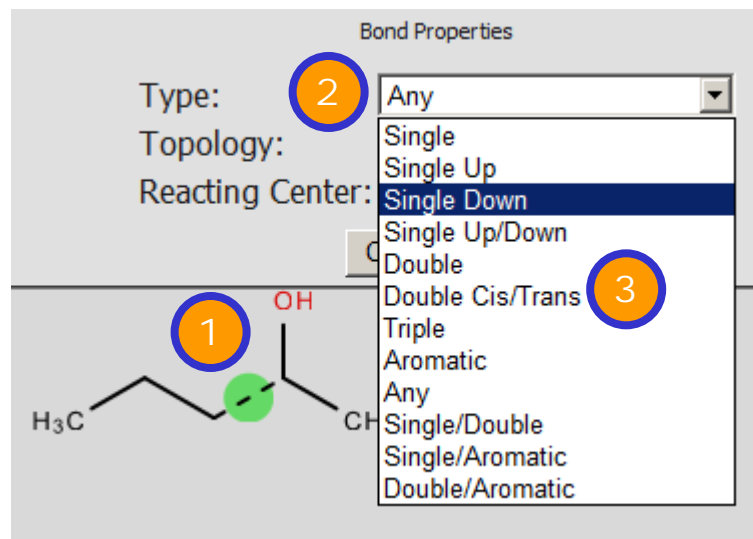 Bond Properties
Type: 2 Any
Topology:
Reacting Center:
Single
Single Up
Single Down
Single Up/Down
Double
Double Cis/Trans 3
Triple
Aromatic
Any
Single/Double
Single/Aromatic
Double/Aromatic
C
OH
1
H3C
CH